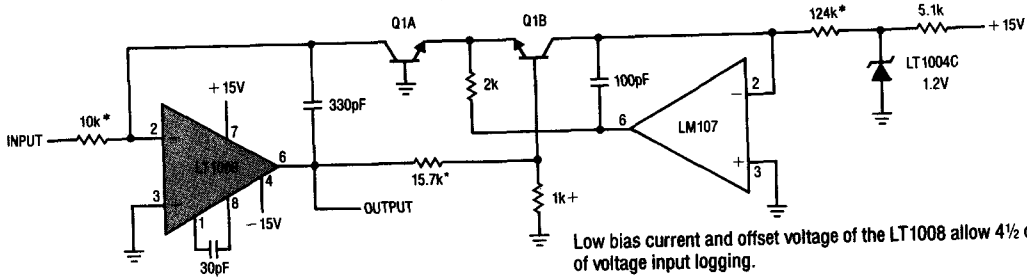 Q1A
Q1B
124k*
5.1k
+15V
LT1004C
1.2V
2k
100pF
2
6
LM107
3
330pF
+15V
10k*
INPUT
2
7
6
LT1008
4
15.7k*
3
8
-15V
OUTPUT
1
1k+
30pF
Low bias current and offset voltage of the LT1008 allow 4½
of voltage input logging.